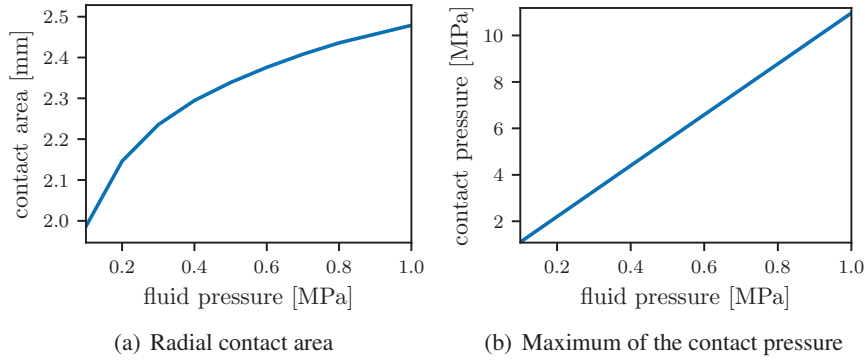 2.5
2.4
2.3
2.2
2.1
2.0
contact area [mm]
0.2 0.4 0.6 0.8 1.0
fluid pressure [MPa]
(a) Radial contact area
10
8
6
4
2
contact pressure [MPa]
0.2 0.4 0.6 0.8 1.0
fluid pressure [MPa]
(b) Maximum of the contact pressure